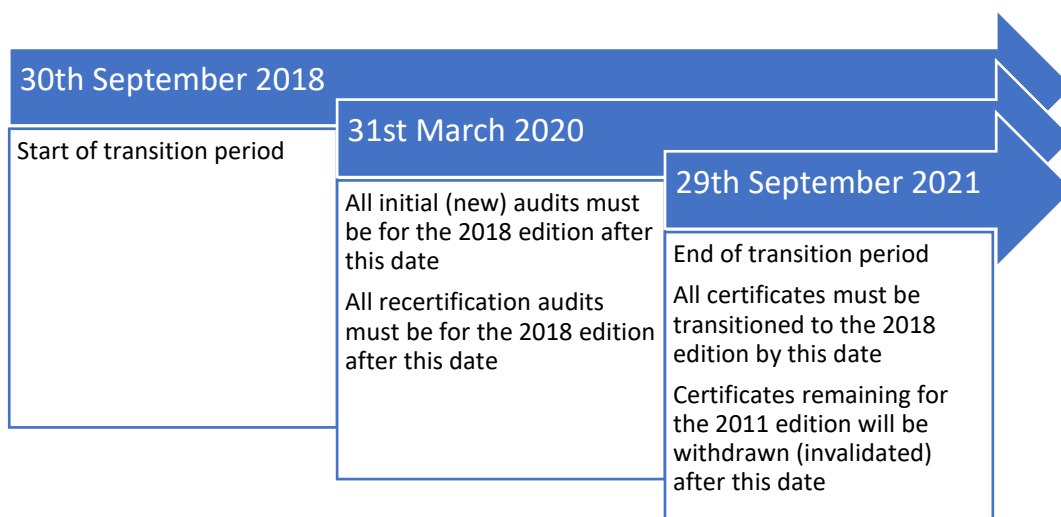 30th September 2018
Start of transition period
31st March 2020
All initial (new) audits must
be for the 2018 edition after
this date
All recertification audits
must be for the 2018 edition
after this date
29th September 2021
End of transition period
All certificates must be
transitioned to the 2018
edition by this date
Certificates remaining for
the 2011 edition will be
withdrawn (invalidated)
after this date